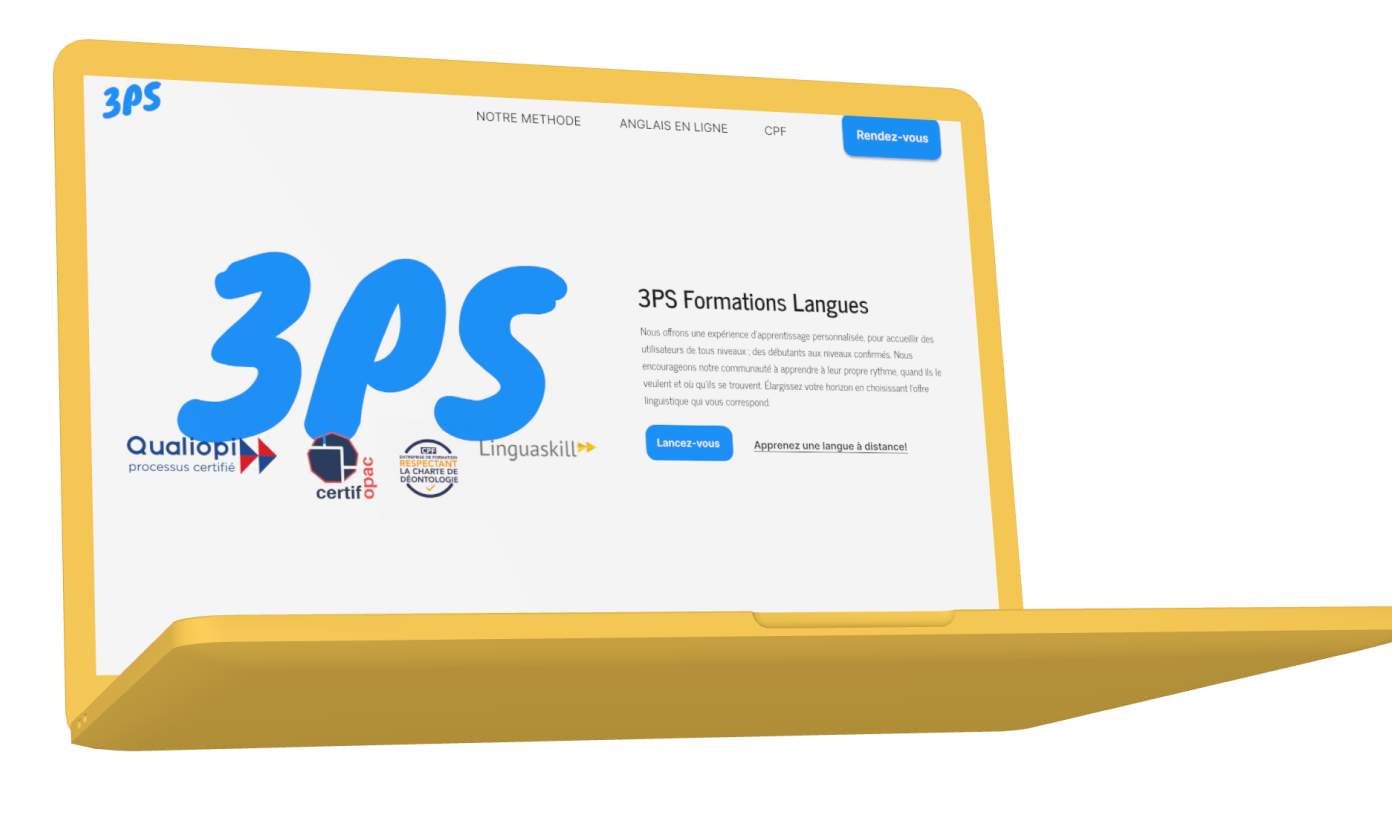 3PS
NOTRE METHODE
ANGLAIS EN LIGNE
CPF
Rendez-vous
3PS
3PS Formations Langues
Nous offrons une expérience d'apprentissage personnalisée, pour accueillir des
utilisateurs de tous niveaux ; des débutants aux niveaux confirmés. Nous
encourageons notre communauté à apprendre à leur propre rythme, quand ils le
veulent et où qu'ils se trouvent. Élargissez votre horizon en choisissant l'offre
linguistique qui vous correspond.
Lancez-vous
Apprenez une langue à distance!
Qualiopi
processus certifié
certif
opac
CPF
ENTREPRISE DE FORMATION
RESPECTANT
LA CHARTE DE
DÉONTOLOGIE
Linguaskill